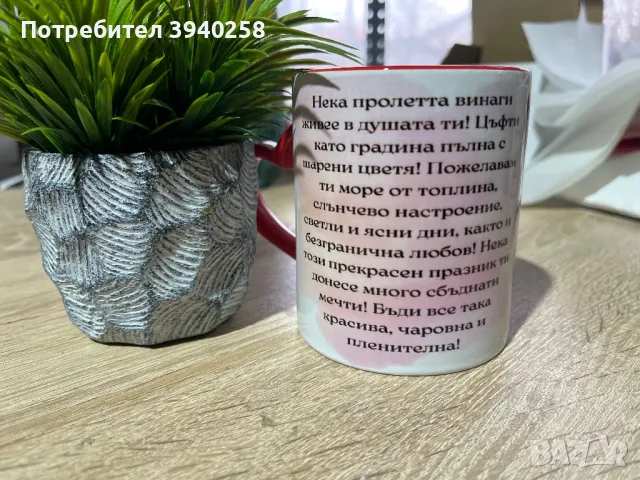 Потребител 3940258
Нека пролетта винаги
живее в душата ти! Цъфти
като градина пълна с
шарени цветя! Пожелавам
ти море от топлина,
слънчево настроение,
светли и ясни дни, както и
безгранична любов! Нека
този прекрасен празник ти
донесе много сбъднати
мечти! Бъди все така
красива, чаровна и
пленителна!
BAZAR